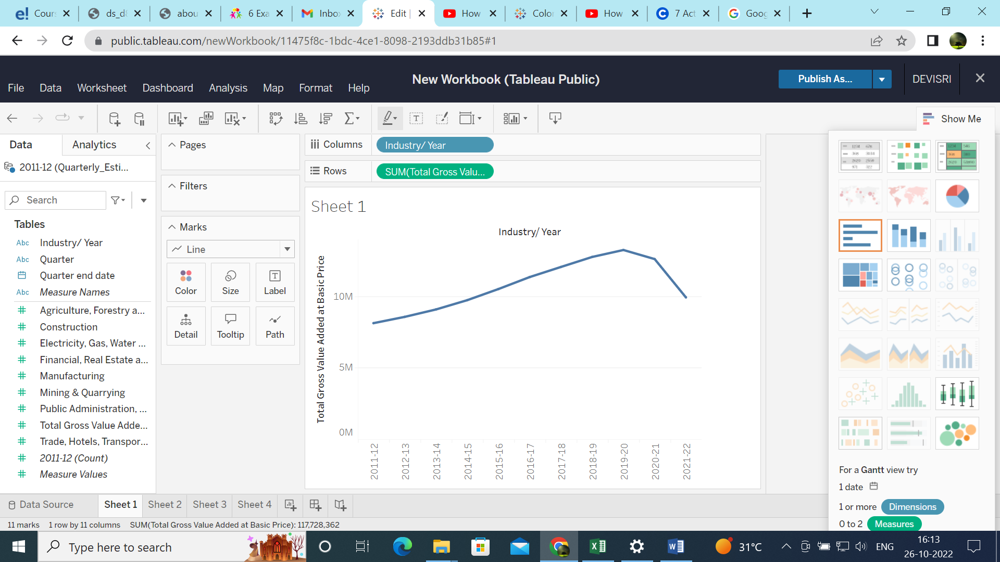 Cour
ds_d
abou
6 Exa
Inbo
Edit |
How
Color
How
7 Act
Goog
public.tableau.com/newWorkbook/11475f8c-1bdc-4ce1-8098-2193ddb31b85#1
New Workbook (Tableau Public)
Publish As...
DEVISRI
File Data Worksheet Dashboard Analysis Map Format Help
Show Me
Data
Analytics
Pages
Columns
Industry/ Year
2011-12 (Quarterly_Esti...
Rows
SUM(Total Gross Valu...
Filters
Search
Sheet 1
Tables
Marks
Industry/ Year
Industry/ Year
Line
Quarter
Quarter end date
Color
Size
Label
Measure Names
Agriculture, Forestry a...
Construction
Detail
Tooltip
Path
Electricity, Gas, Water ...
Financial, Real Estate a...
Manufacturing
Mining & Quarrying
Public Administration, ...
Total Gross Value Adde...
Trade, Hotels, Transpor...
2011-12 (Count)
Measure Values
Abc
Abc
Abc
Total Gross Value Added at Basic Price
10M
5M
0M
2011-12
2012-13
2013-14
2014-15
2015-16
2016-17
2017-18
2018-19
2019-20
2020-21
2021-22
For a Gantt view try
1 date
1 or more Dimensions
0 to 2 Measures
Data Source
Sheet 1
Sheet 2
Sheet 3
Sheet 4
11 marks 1 row by 11 columns SUM(Total Gross Value Added at Basic Price): 117,728,362
Type here to search
31°C
ENG
16:13
26-10-2022